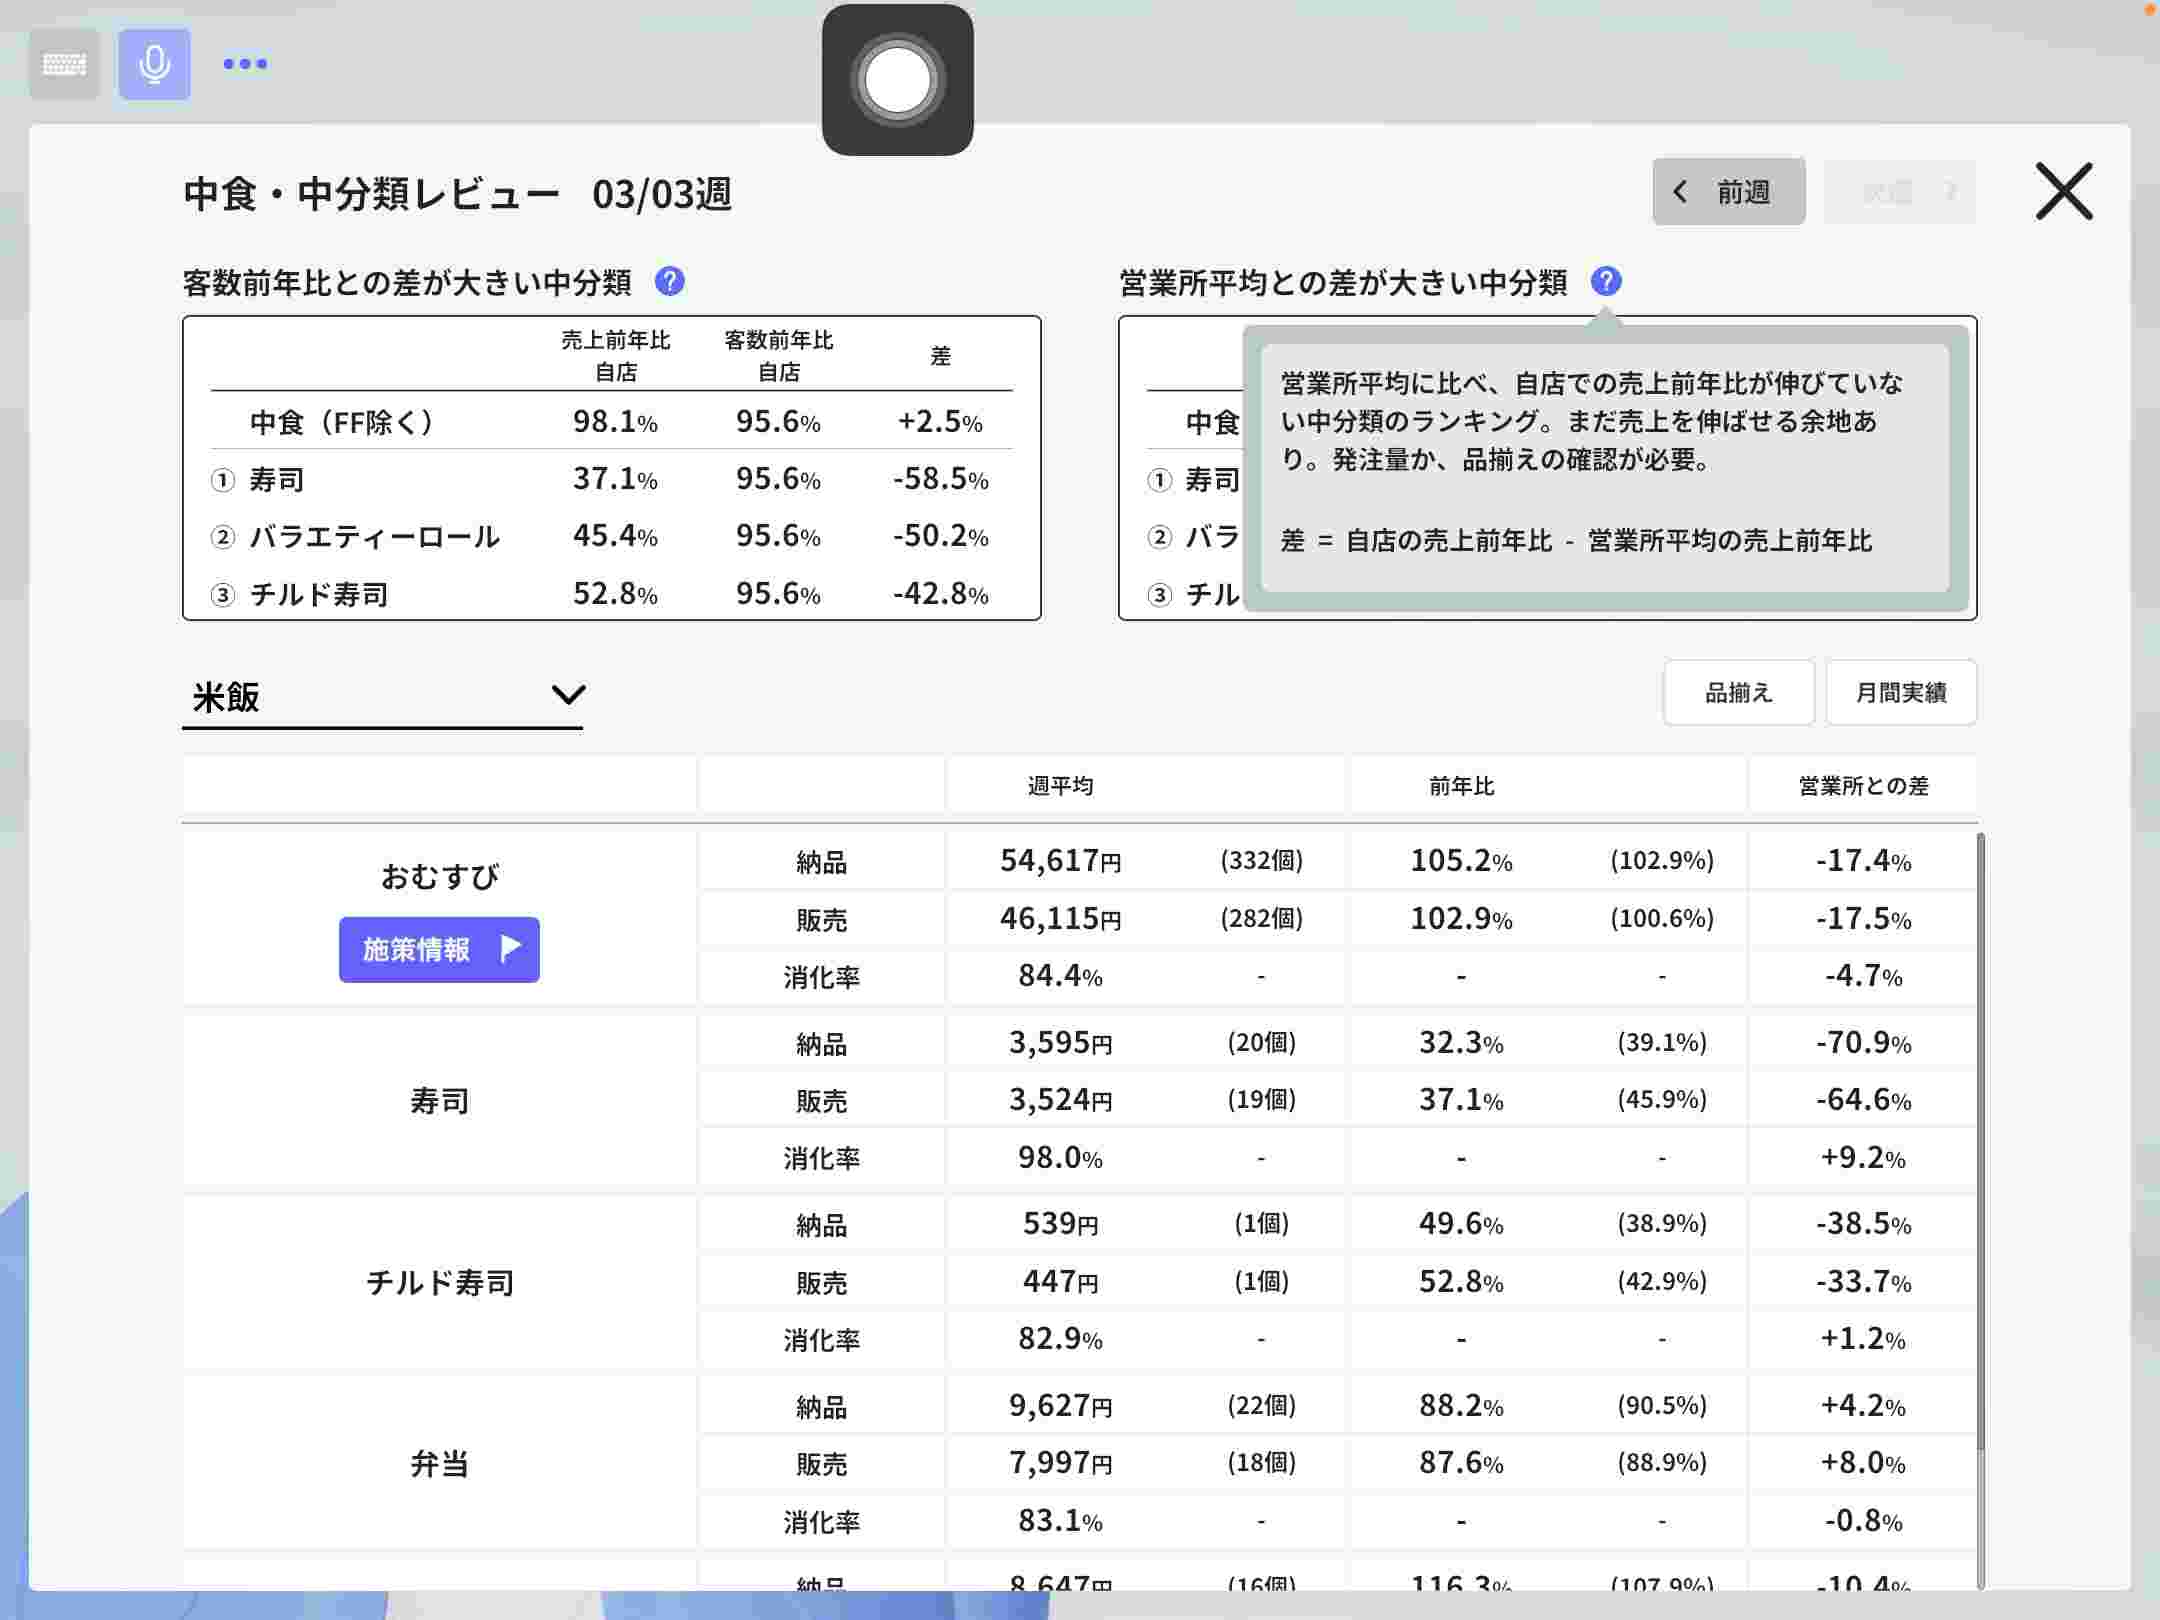 中食・中分類レビュー 03/03週
前週
次週
客数前年比との差が大きい中分類 ?
売上前年比 自店 客数前年比 自店 差
中食（FF除く） 98.1% 95.6% +2.5%
① 寿司 37.1% 95.6% -58.5%
② バラエティーロール 45.4% 95.6% -50.2%
③ チルド寿司 52.8% 95.6% -42.8%
営業所平均との差が大きい中分類 ?
中食
① 寿司
② バラ
③ チル
営業所平均に比べ、自店での売上前年比が伸びていな
い中分類のランキング。まだ売上を伸ばせる余地あ
り。発注量か、品揃えの確認が必要。
差 = 自店の売上前年比 - 営業所平均の売上前年比
米飯
品揃え 月間実績
週平均 前年比 営業所との差
おむすび
施策情報
納品 54,617円 (332個) 105.2% (102.9%) -17.4%
販売 46,115円 (282個) 102.9% (100.6%) -17.5%
消化率 84.4% - - - -4.7%
寿司
納品 3,595円 (20個) 32.3% (39.1%) -70.9%
販売 3,524円 (19個) 37.1% (45.9%) -64.6%
消化率 98.0% - - - +9.2%
チルド寿司
納品 539円 (1個) 49.6% (38.9%) -38.5%
販売 447円 (1個) 52.8% (42.9%) -33.7%
消化率 82.9% - - - +1.2%
弁当
納品 9,627円 (22個) 88.2% (90.5%) +4.2%
販売 7,997円 (18個) 87.6% (88.9%) +8.0%
消化率 83.1% - - - -0.8%
納品 8,647円 (16個) 116.3% (107.9%) -10.4%